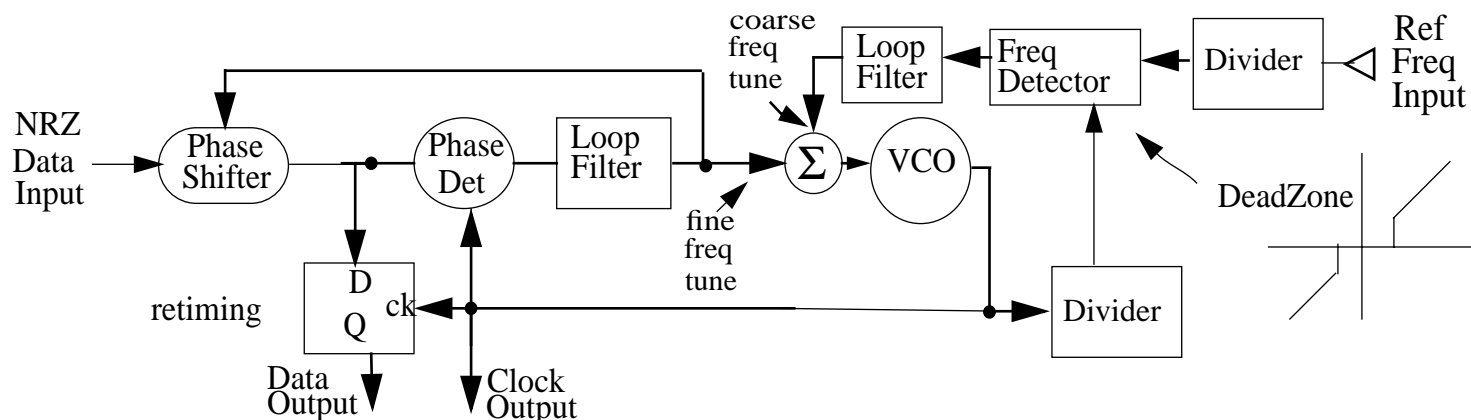 NRZ
Data
Input
Phase
Shifter
Phase
Det
Loop
Filter
coarse
freq
tune
Σ
fine
freq
tune
VCO
Loop
Filter
Freq
Detector
Divider
Ref
Freq
Input
DeadZone
Divider
retiming
D
ck
Q
Data
Output
Clock
Output